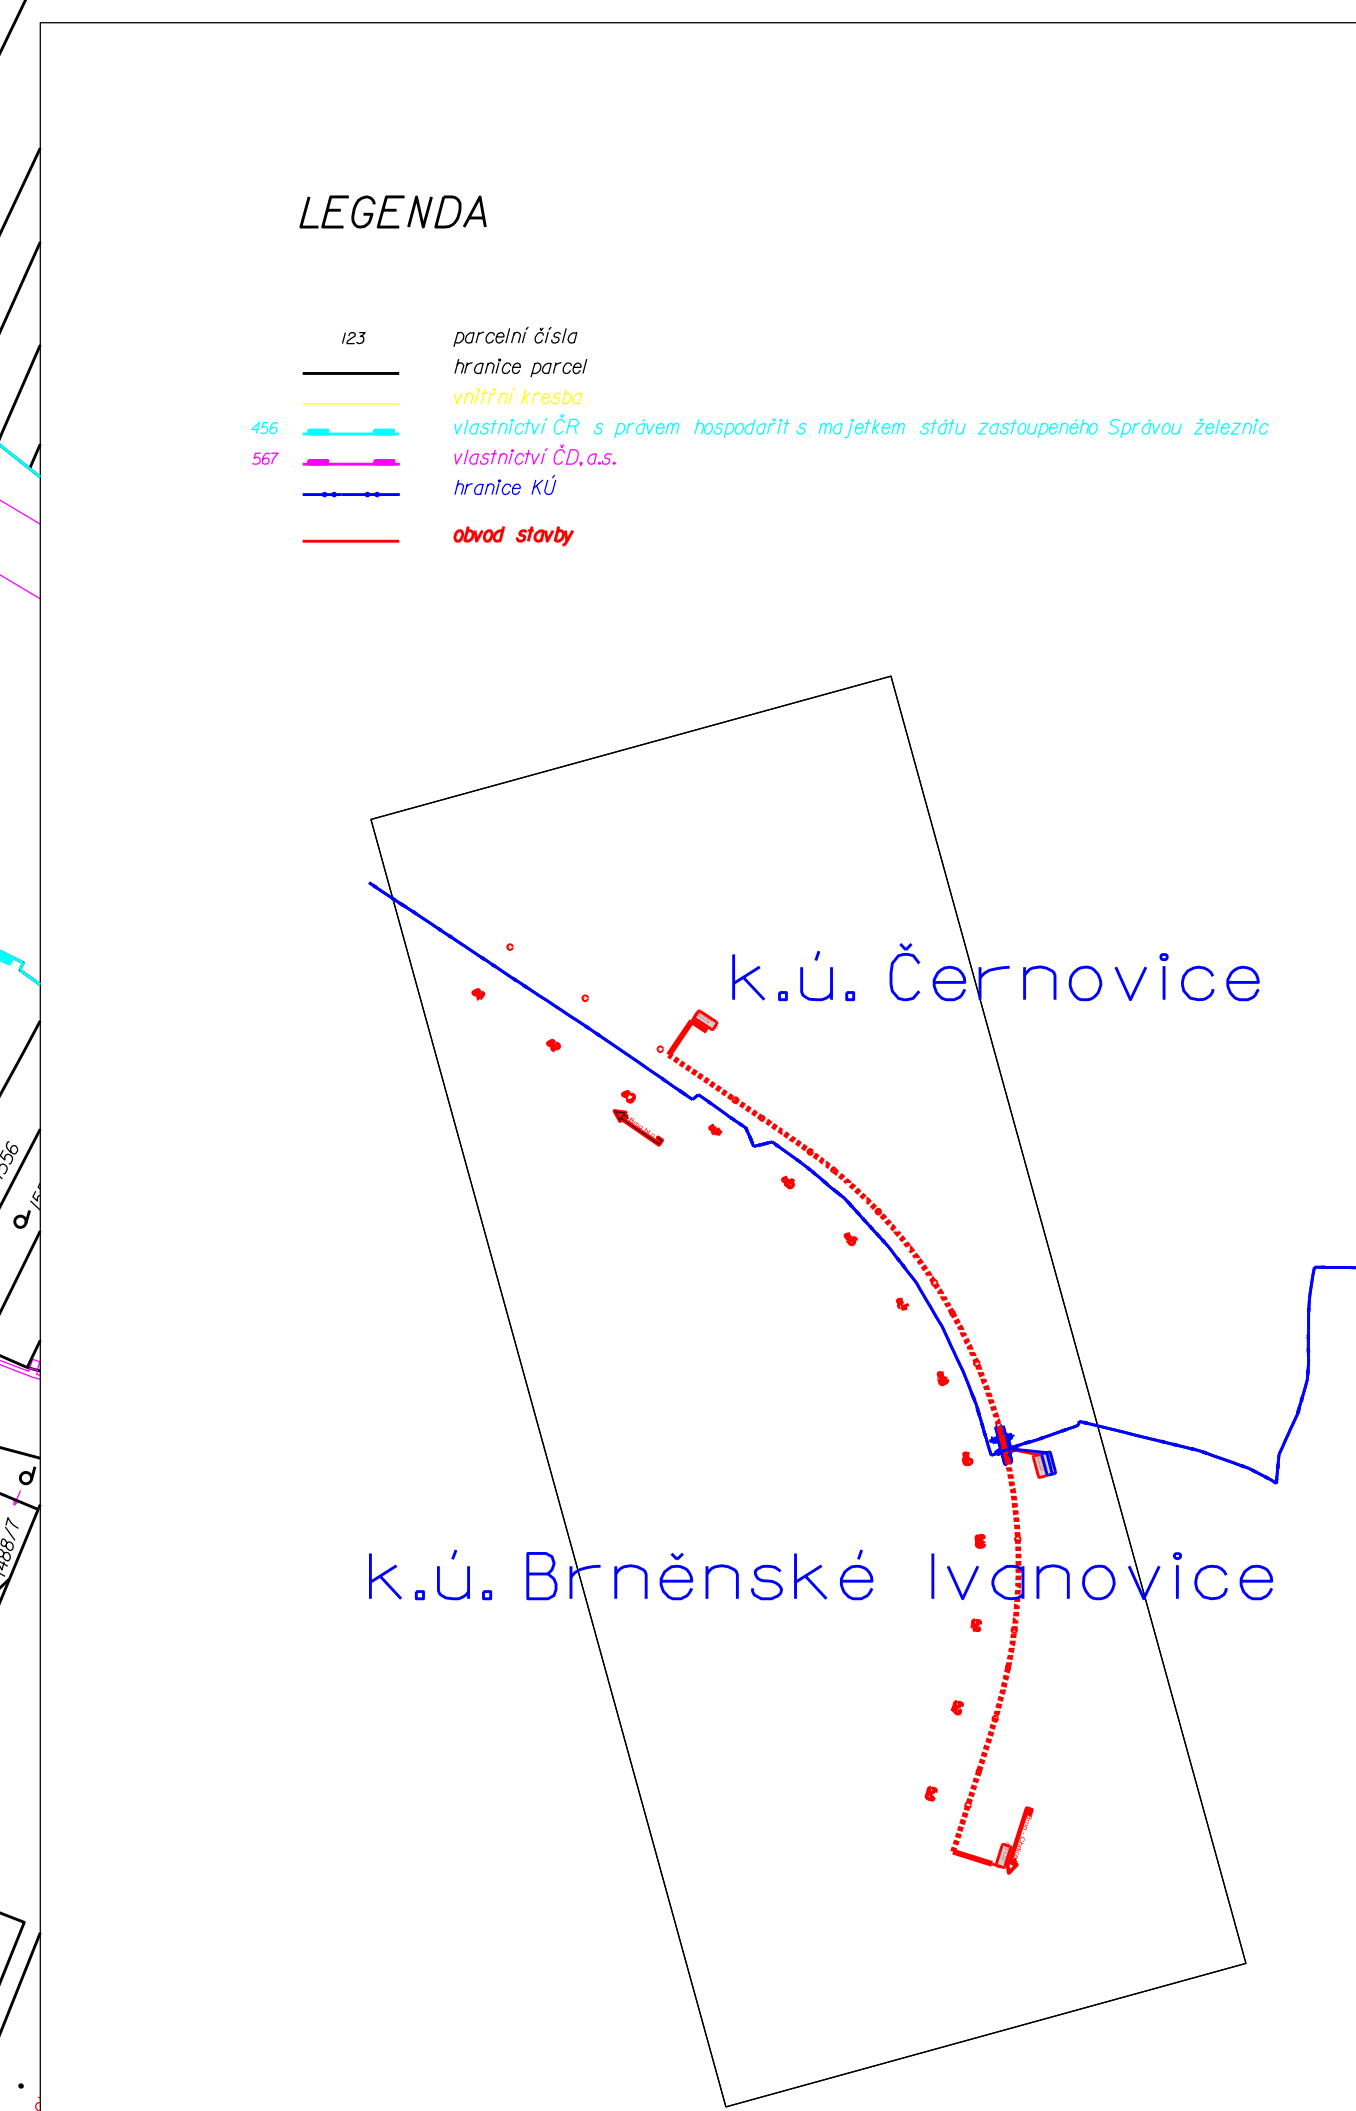 LEGENDA
123 parcelní čísla
hranice parcel
vnitřní kresba
456 vlastnictví ČR s právem hospodařit s majetkem státu zastoupeného Správou železnic
567 vlastnictví ČD, a.s.
hranice KÚ
obvod stavby
k.ú. Černovice
k.ú. Brněnské Ivanovice
1488/7